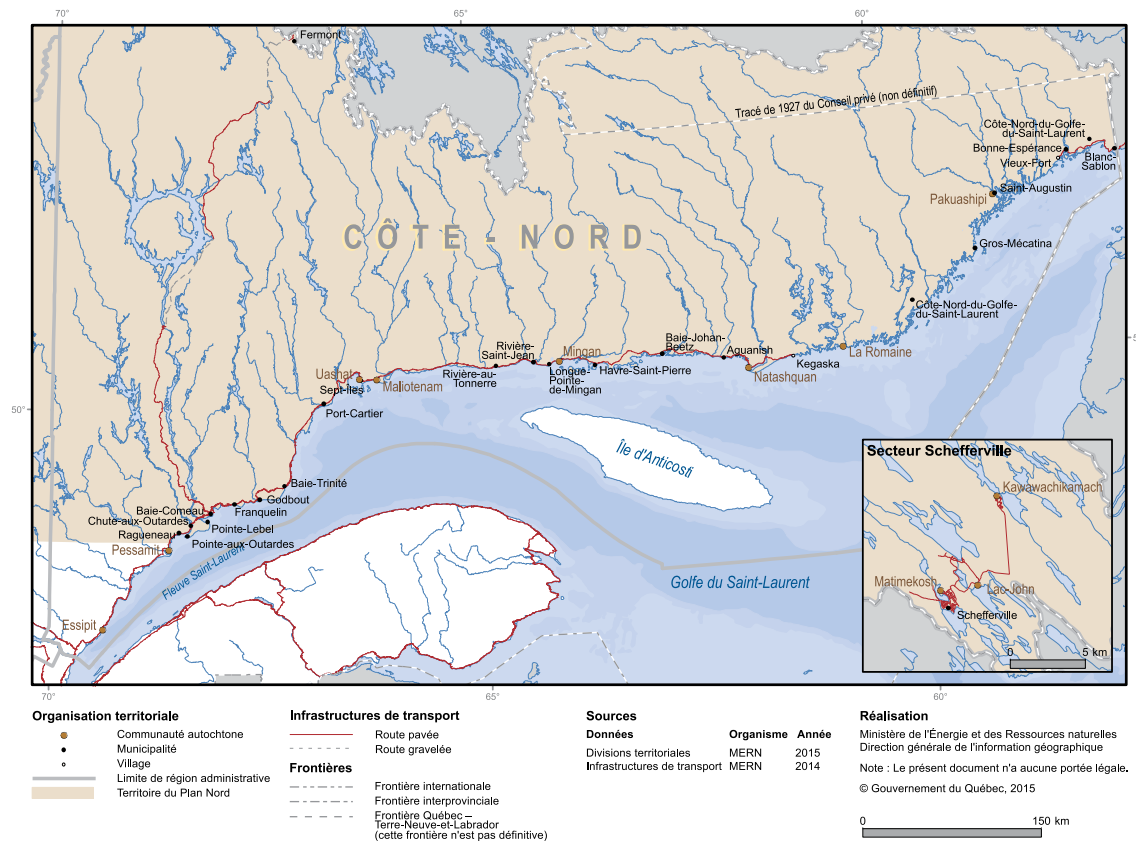 70°
65°
60°
Fermont
Tracé de 1927 du Conseil privé (non définitif)
Côte-Nord-du-Golfe-
du-Saint-Laurent
Bonne-Espérance
Vieux-Fort
Blanc-
Sablon
Pakuashipi
Saint-Augustin
CÔTE - NORD
Gros-Mécatina
Côte-Nord-du-Golfe-
du-Saint-Laurent
La Romaine
Kegaska
Natashquan
Aguanish
Baie-Johan-
Beetz
Havre-Saint-Pierre
Mingan
Longue-
Pointe-
de-Mingan
Rivière-
Saint-Jean
Rivière-au-
Tonnerre
Uashat
Maliotenam
Sept-Îles
Port-Cartier
50°
5
Île d'Anticosti
Baie-Trinité
Godbout
Franquelin
Baie-Comeau
Chute-aux-Outardes
Pointe-Lebel
Ragueneau
Pointe-aux-Outardes
Pessamit
Fleuve Saint-Laurent
Golfe du Saint-Laurent
Essipit
Secteur Schefferville
Kawawachikamach
Matimekosh
Lac-John
Schefferville
0 5 km
70°
65°
60°
Organisation territoriale
Communauté autochtone
Municipalité
Village
Limite de région administrative
Territoire du Plan Nord
Infrastructures de transport
Route pavée
Route gravelée
Frontières
Frontière internationale
Frontière interprovinciale
Frontière Québec –
Terre-Neuve-et-Labrador
(cette frontière n'est pas définitive)
Sources
Données Organisme Année
Divisions territoriales MERN 2015
Infrastructures de transport MERN 2014
Réalisation
Ministère de l'Énergie et des Ressources naturelles
Direction générale de l'information géographique
Note : Le présent document n'a aucune portée légale.
© Gouvernement du Québec, 2015
0 150 km